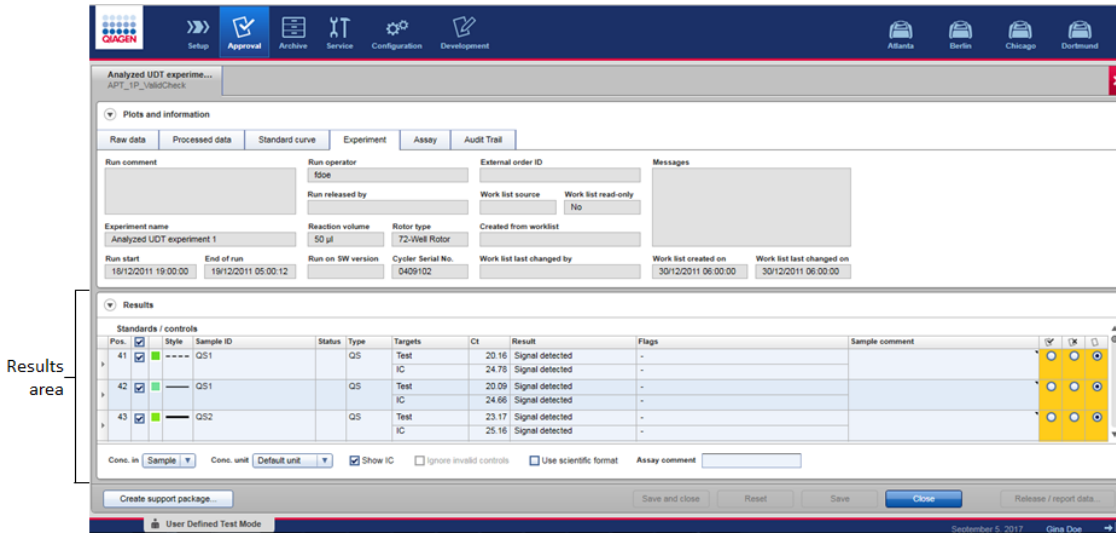 QIAGEN
Setup Approval Archive Service Configuration Development Atlanta Berlin Chicago Dortmund
Analyzed UDT experime...
APT_1P_ValidCheck
Plots and information
Raw data Processed data Standard curve Experiment Assay Audit Trail
Run comment Run operator External order ID Messages
fdoe
Run released by Work list source Work list read-only
No
Experiment name Reaction volume Rotor type Created from worklist
Analyzed UDT experiment 1 50 µl 72-Well Rotor
Run start End of run Run on SW version Cycler Serial No. Work list last changed by Work list created on Work list last changed on
18/12/2011 19:00:00 19/12/2011 05:00:12 0409102 30/12/2011 06:00:00 30/12/2011 06:00:00
Results
Results area
Standards / controls
Pos. Style Sample ID Status Type Targets Ct Result Flags Sample comment
41 QS1 QS Test 20.16 Signal detected -
IC 24.78 Signal detected -
42 QS1 QS Test 20.09 Signal detected -
IC 24.66 Signal detected -
43 QS2 QS Test 23.17 Signal detected -
IC 25.16 Signal detected -
Conc. in Sample Conc. unit Default unit Show IC Ignore invalid controls Use scientific format Assay comment
Create support package... Save and close Reset Save Close Release / report data...
User Defined Test Mode September 5, 2017 Gina Doe